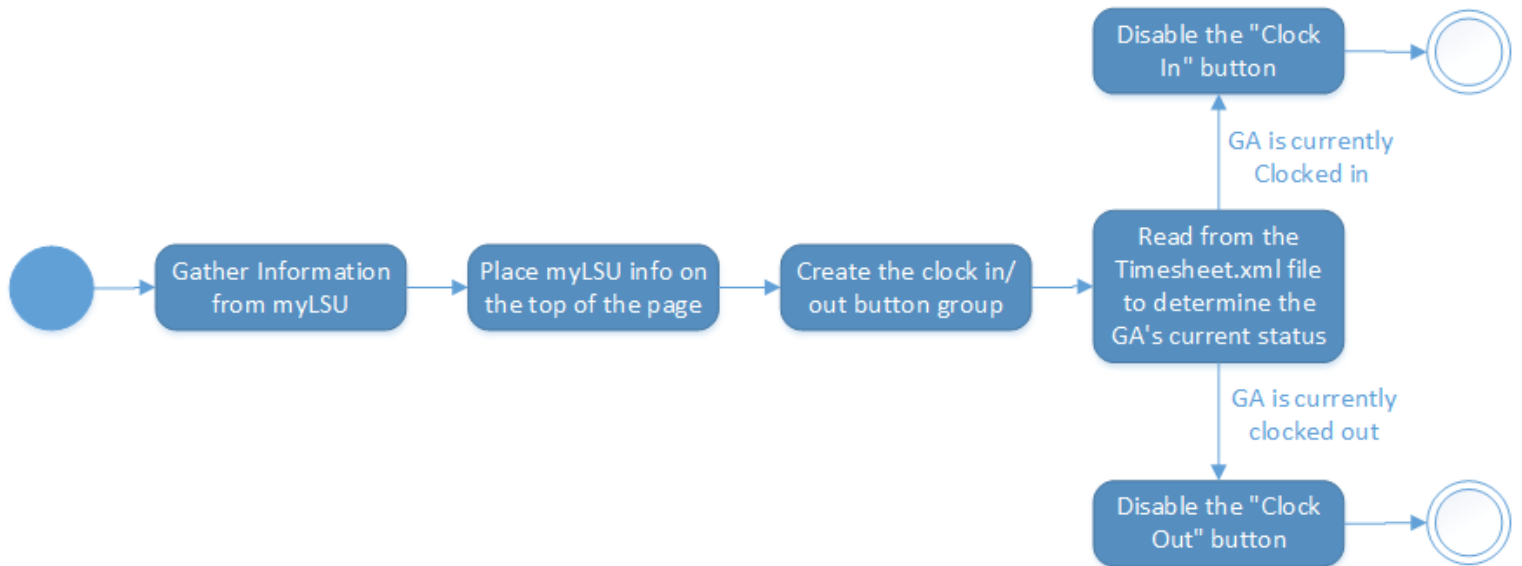 Gather Information
from myLSU
Place myLSU info on
the top of the page
Create the clock in/
out button group
Read from the
Timesheet.xml file
to determine the
GA's current status
GA is currently
Clocked in
Disable the "Clock
In" button
GA is currently
clocked out
Disable the "Clock
Out" button